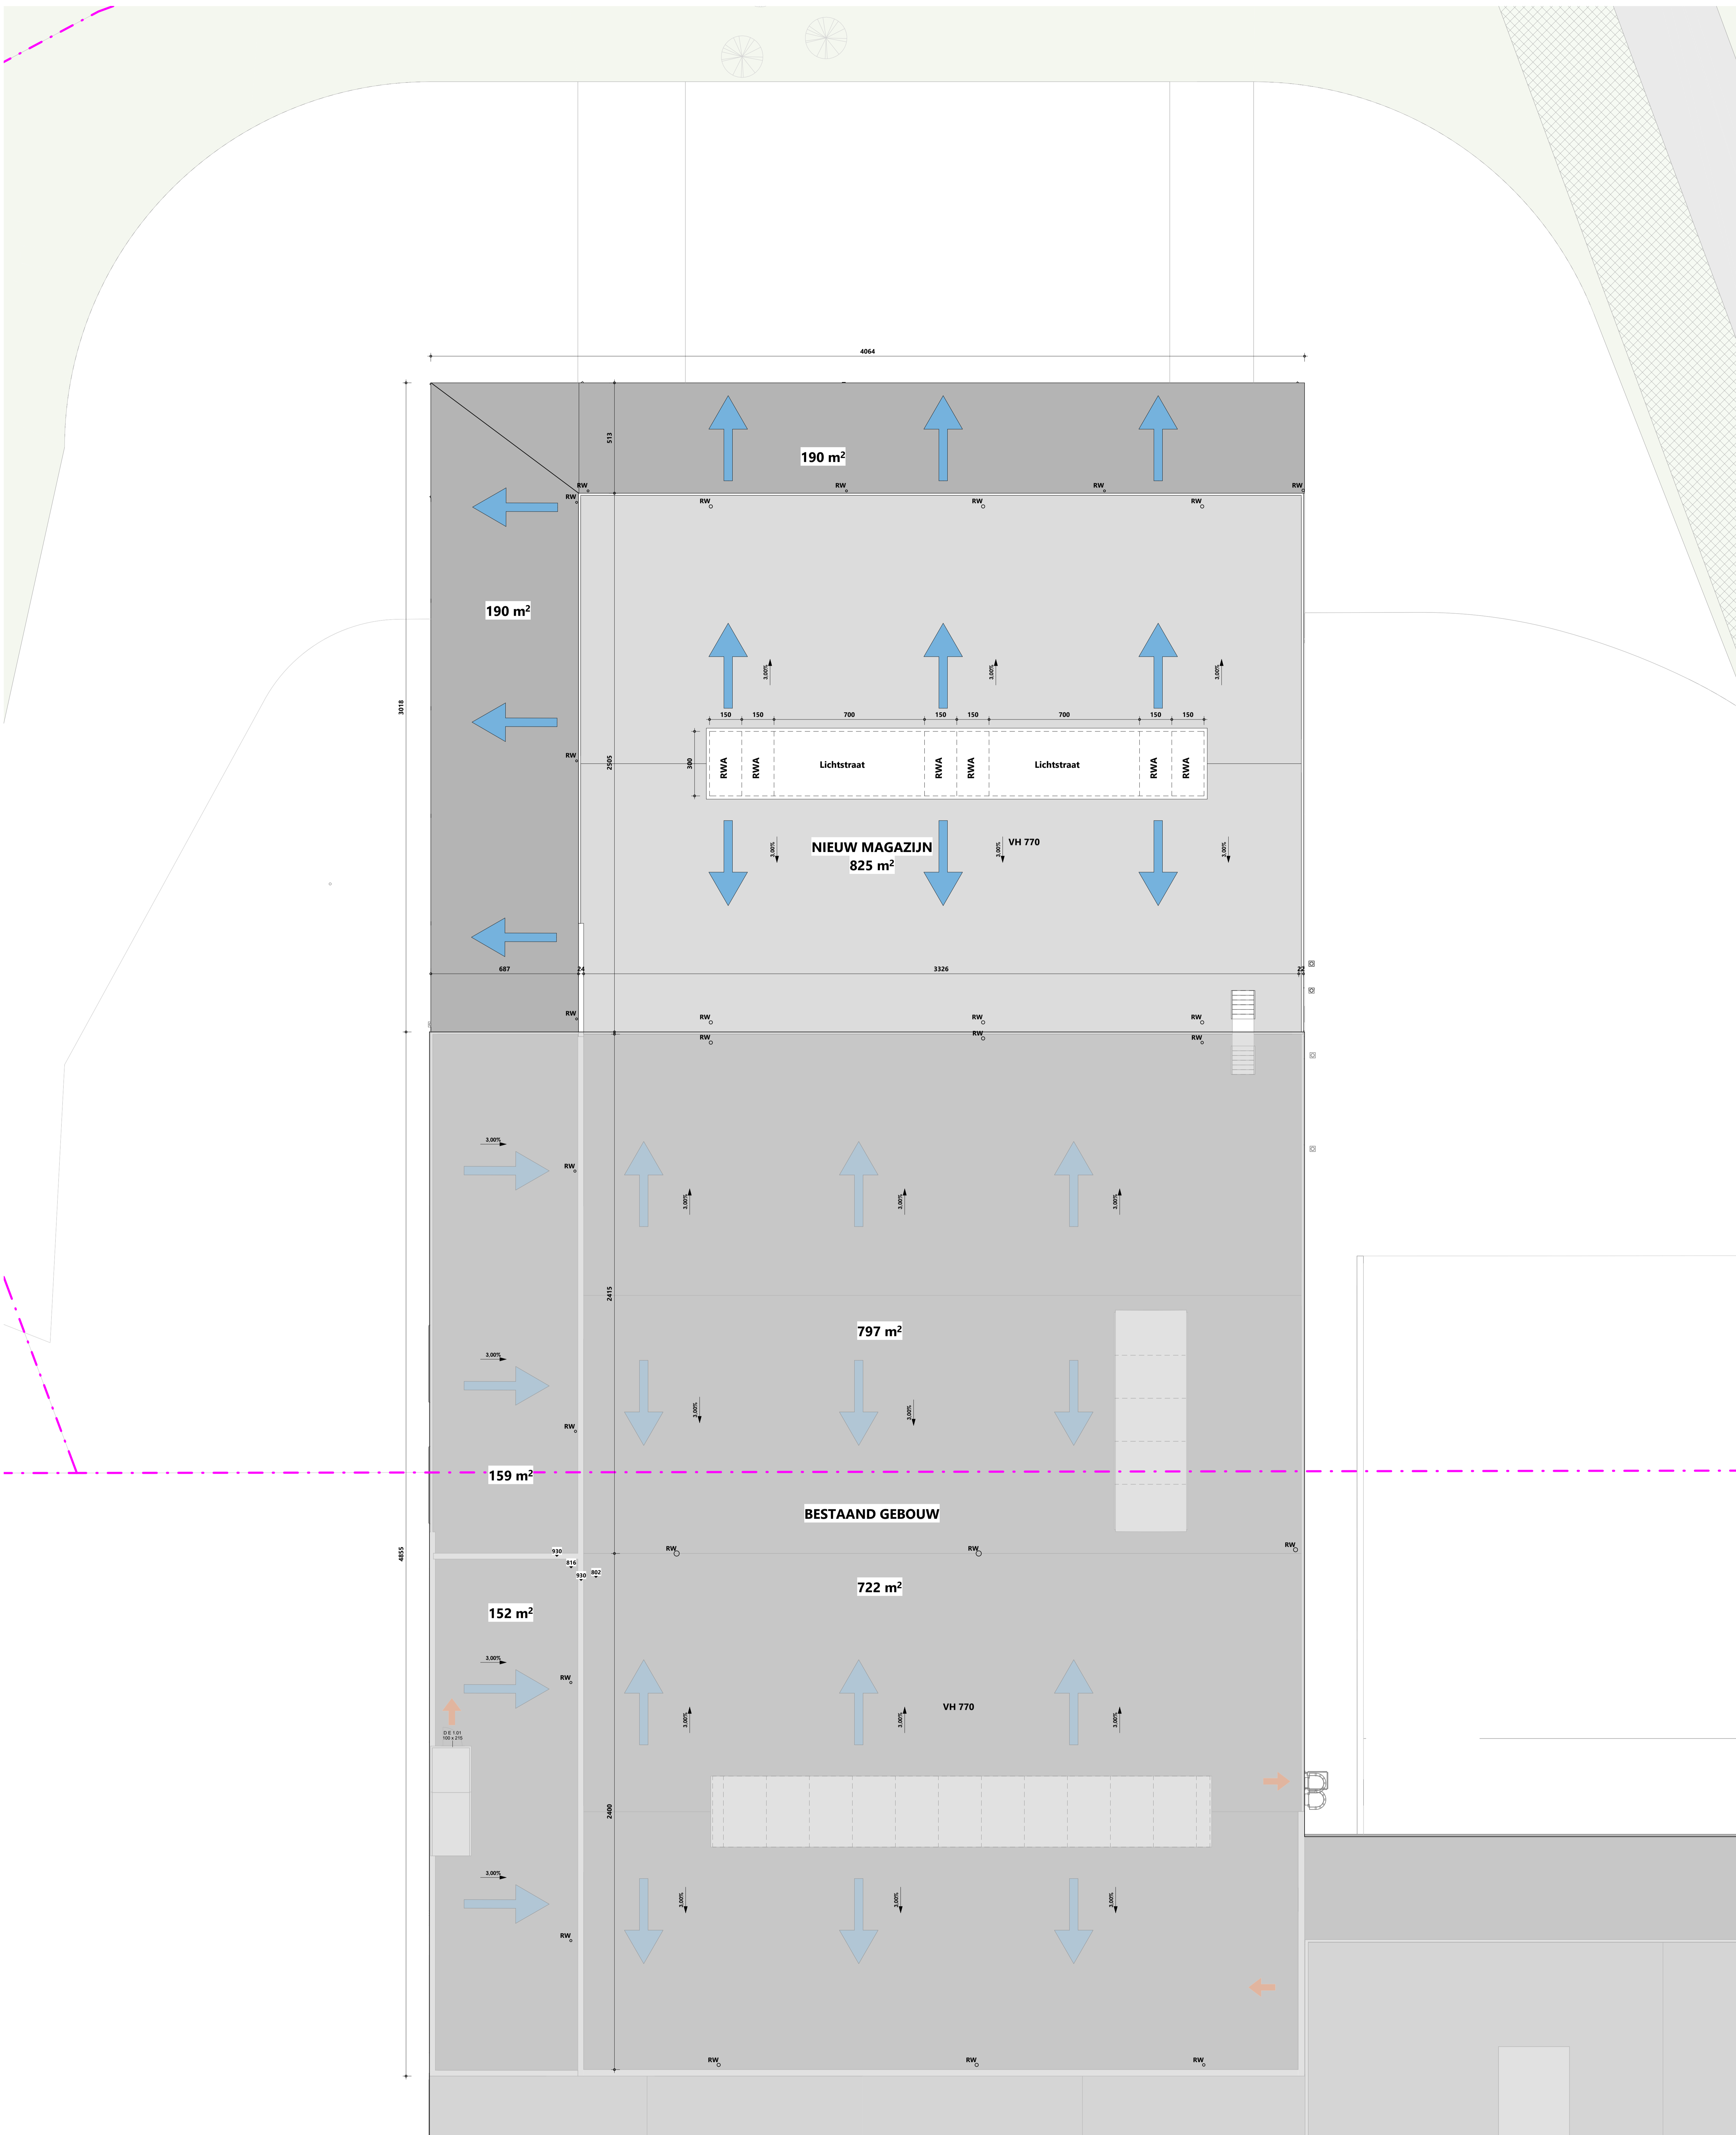 4064
513
190 m²
RW
RW
RW
RW
RW
RW
RW
190 m²
3.00%
3.00%
3.00%
3018
150
150
700
150
150
700
150
150
RW
2505
300
RWA
RWA
Lichtstraat
RWA
RWA
Lichtstraat
RWA
RWA
NIEUW MAGAZIJN
825 m²
VH 770
3.00%
3.00%
3.00%
687
24
3326
22
RW
RW
RW
RW
RW
RW
RW
3.00%
RW
3.00%
3.00%
3.00%
2415
797 m²
3.00%
3.00%
3.00%
RW
159 m²
BESTAAND GEBOUW
4855
930
816
930
802
RW
RW
RW
722 m²
152 m²
3.00%
RW
3.00%
3.00%
3.00%
VH 770
D E 1.01
100 x 215
2400
3.00%
3.00%
3.00%
3.00%
RW
RW
RW
RW